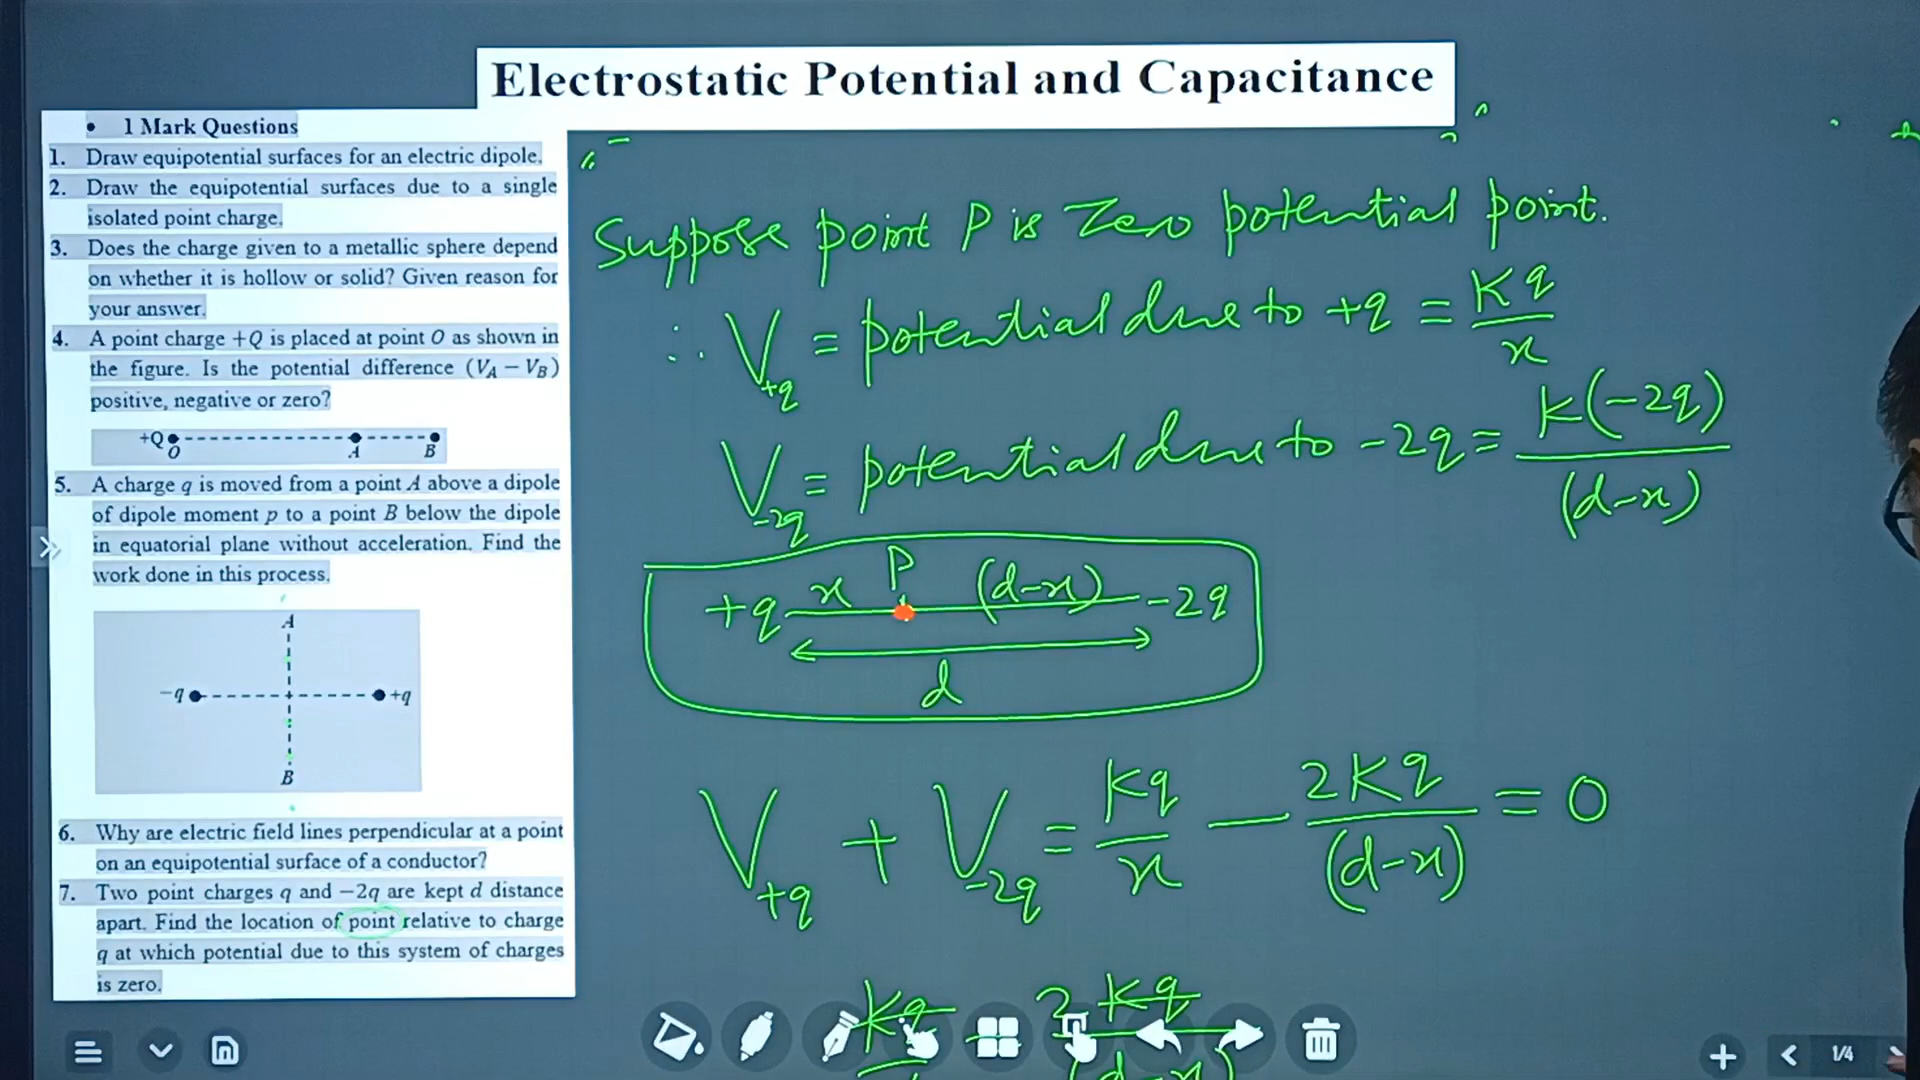 Electrostatic Potential and Capacitance
• 1 Mark Questions
1. Draw equipotential surfaces for an electric dipole.
2. Draw the equipotential surfaces due to a single
isolated point charge.
3. Does the charge given to a metallic sphere depend
on whether it is hollow or solid? Given reason for
your answer.
4. A point charge +Q is placed at point O as shown in
the figure. Is the potential difference (V_A − V_B)
positive, negative or zero?
+Q O A B
5. A charge q is moved from a point A above a dipole
of dipole moment p to a point B below the dipole
in equatorial plane without acceleration. Find the
work done in this process.
A
−q +q
B
6. Why are electric field lines perpendicular at a point
on an equipotential surface of a conductor?
7. Two point charges q and −2q are kept d distance
apart. Find the location of point relative to charge
q at which potential due to this system of charges
is zero.
Suppose point P is Zero potential point.
∴ V_+q = potential due to +q = Kq/x
V_-2q = potential due to -2q = K(-2q)/(d-x)
+q x P (d-x) -2q
d
V_+q + V_-2q = Kq/x - 2Kq/(d-x) = 0
Kq 2 Kq
(d-x)
1/4